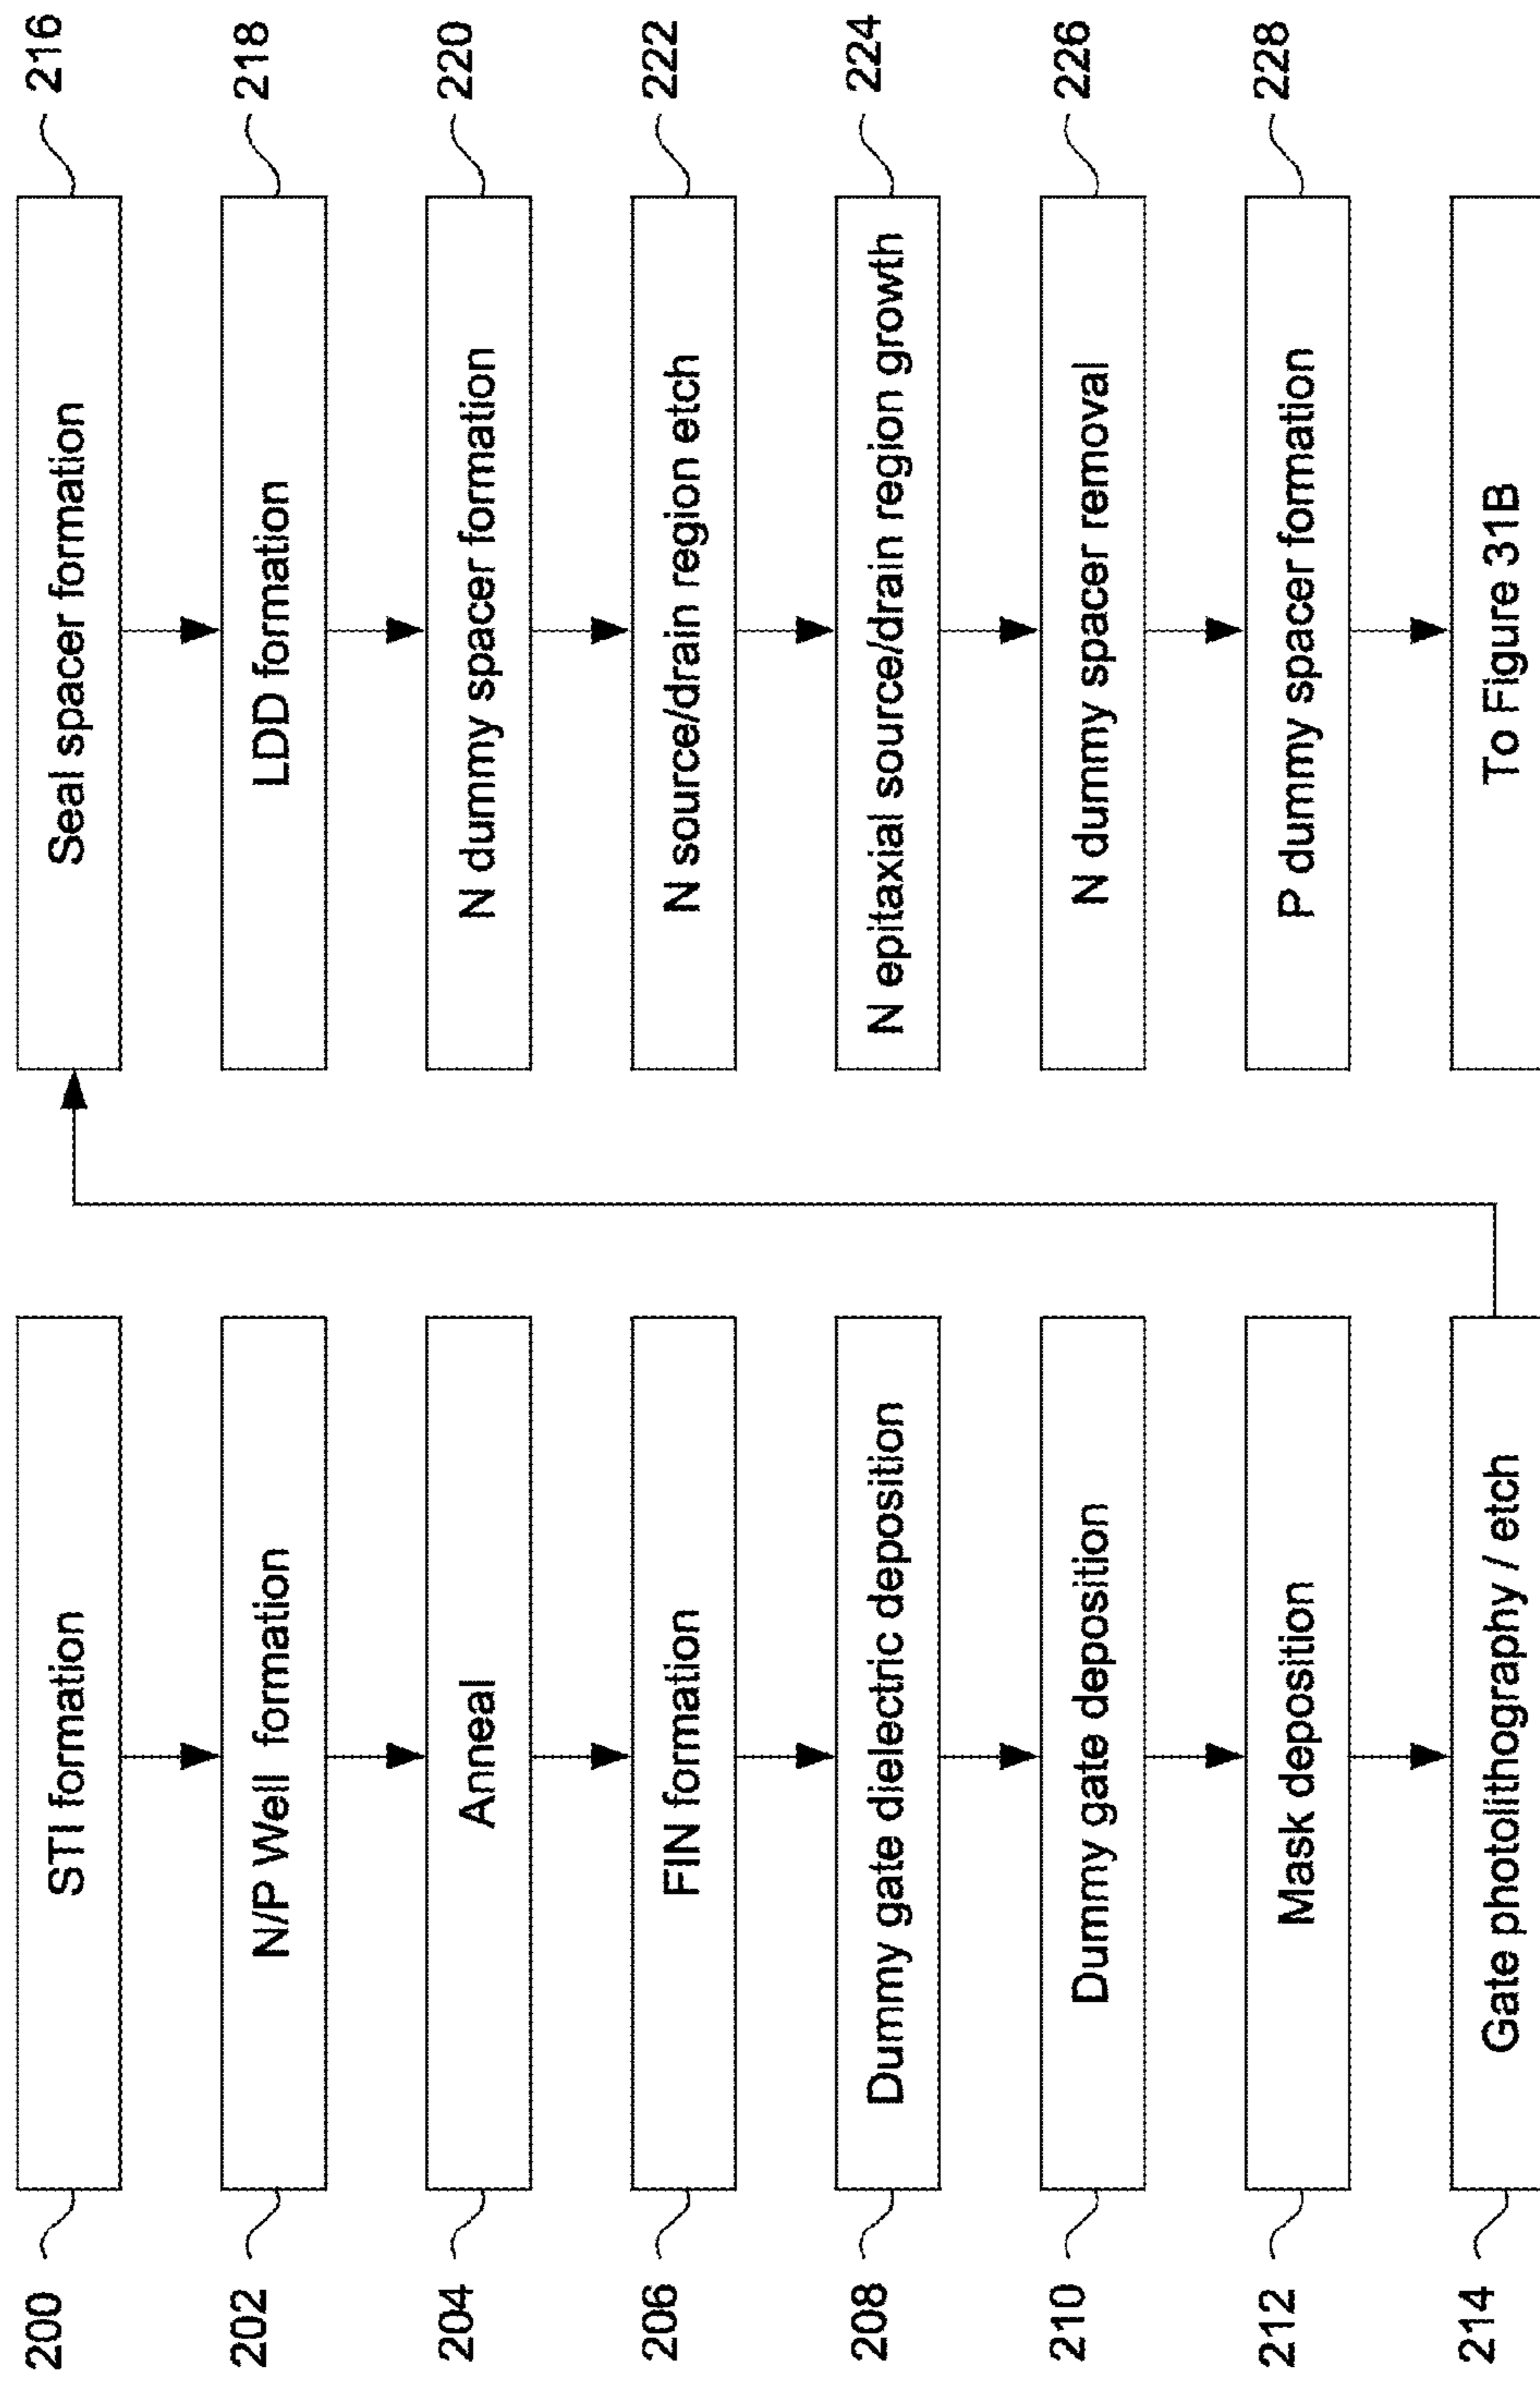 200
STI formation
202
N/P Well formation
204
Anneal
206
FIN formation
208
Dummy gate dielectric deposition
210
Dummy gate deposition
212
Mask deposition
214
Gate photolithography / etch
Seal spacer formation
216
LDD formation
218
N dummy spacer formation
220
N source/drain region etch
222
N epitaxial source/drain region growth
224
N dummy spacer removal
226
P dummy spacer formation
228
To Figure 31B